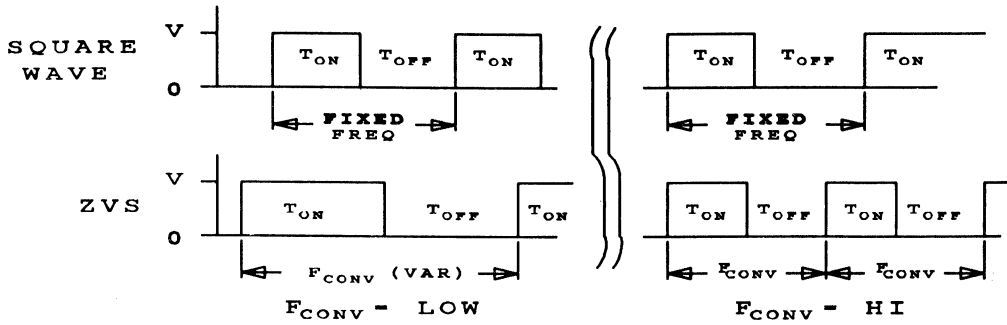 SQUARE WAVE
V
0
TON TOFF TON
TON TOFF TON
FIXED FREQ
FIXED FREQ
ZVS
V
0
TON TOFF TON
TON TOFF TON TOFF
FCONV (VAR)
FCONV FCONV
FCONV - LOW
FCONV - HI